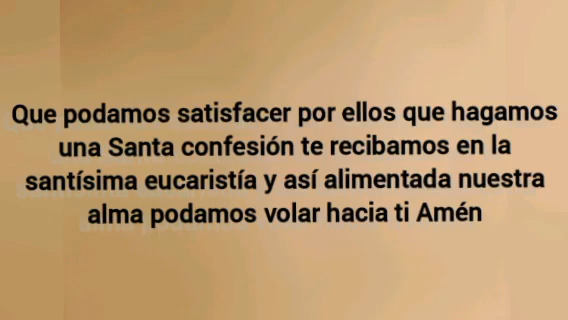 Que podamos satisfacer por ellos que hagamos
una Santa confesión te recibamos en la
santísima eucaristía y así alimentada nuestra
alma podamos volar hacia ti Amén